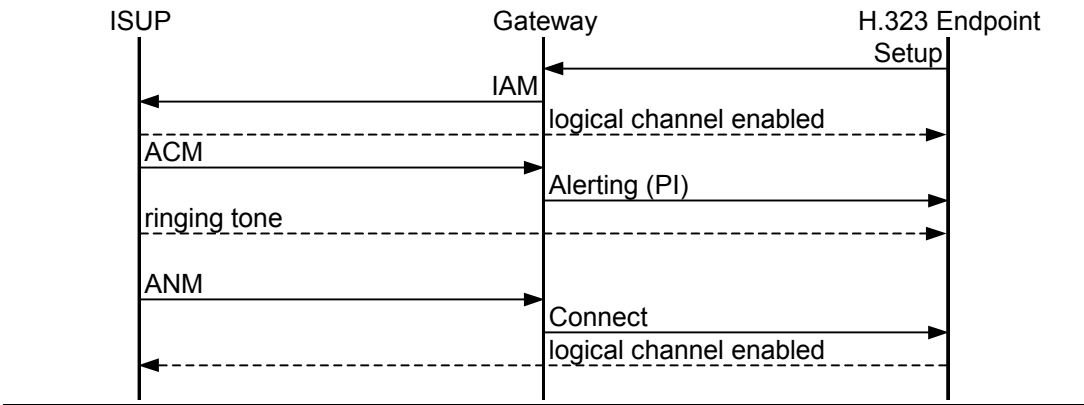 ISUP Gateway H.323 Endpoint
Setup
IAM
logical channel enabled
ACM
Alerting (PI)
ringing tone
ANM
Connect
logical channel enabled